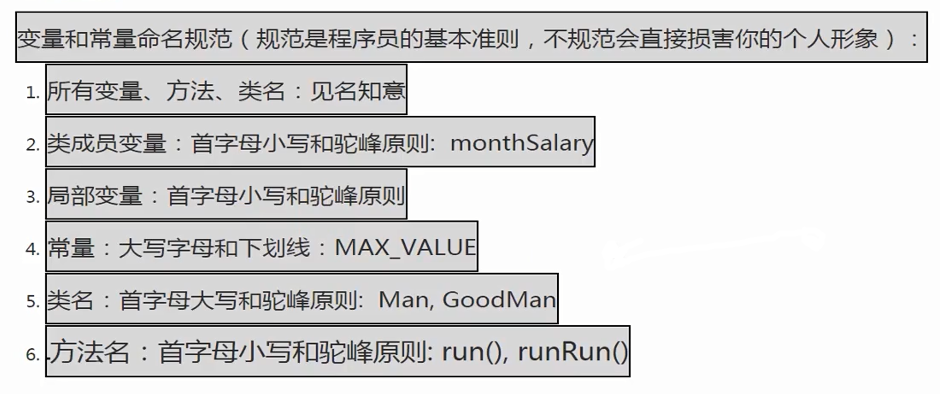 变量和常量命名规范（规范是程序员的基本准则，不规范会直接损害你的个人形象）：
1. 所有变量、方法、类名：见名知意
2. 类成员变量：首字母小写和驼峰原则: monthSalary
3. 局部变量：首字母小写和驼峰原则
4. 常量：大写字母和下划线：MAX_VALUE
5. 类名：首字母大写和驼峰原则: Man, GoodMan
6. 方法名：首字母小写和驼峰原则: run(), runRun()